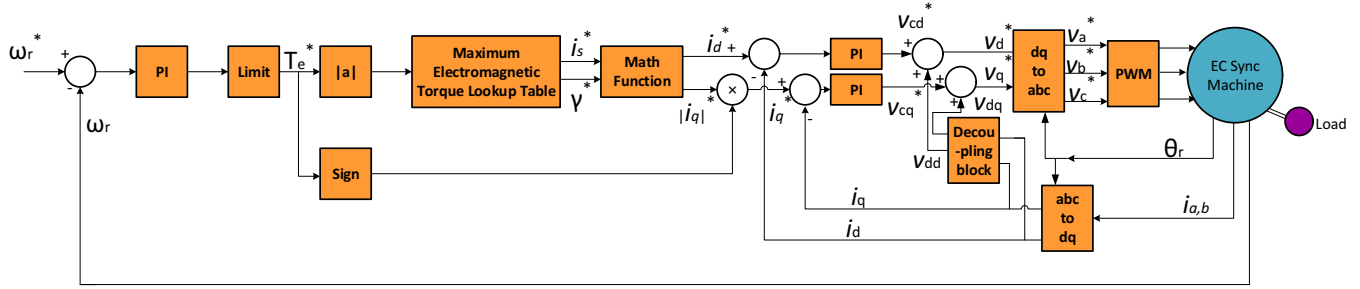 ωr*
+
-
ωr
PI
Limit
Te*
|a|
Sign
Maximum
Electromagnetic
Torque Lookup Table
is*
γ*
Math
Function
id*
+
-
|iq|*
×
iq*
+
-
PI
PI
vcd*
+
+
vcq*
+
+
vdq
vdd
Decou
-pling
block
vd*
vq*
dq
to
abc
va*
vb*
vc*
PWM
EC Sync
Machine
Load
θr
abc
to
dq
ia,b
iq
id